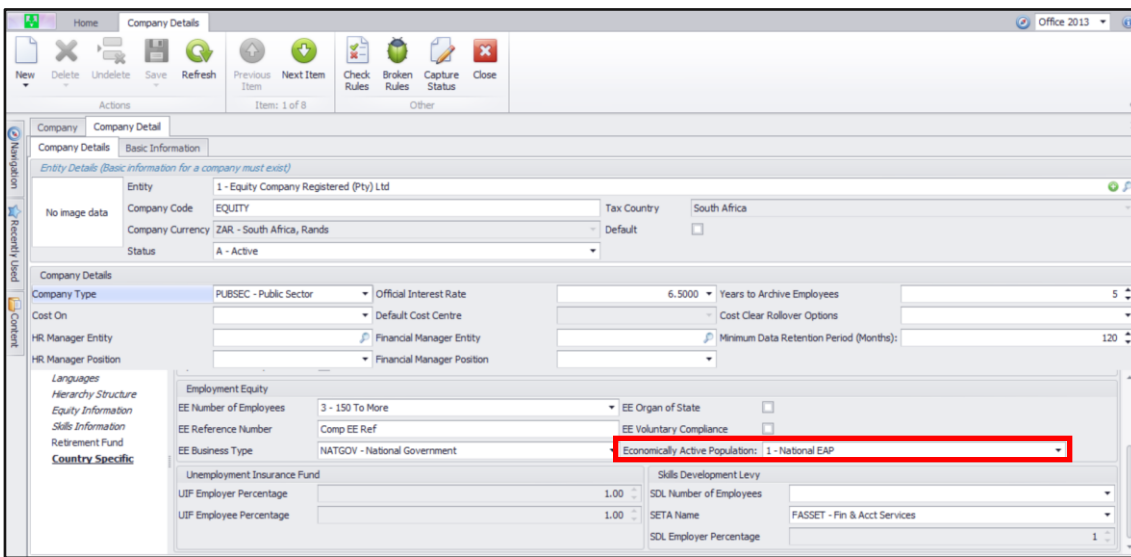 Home Company Details Office 2013
New Delete Undelete Save Refresh Previous Item Next Item Check Rules Broken Rules Capture Status Close
Actions Item: 1 of 8 Other
Navigation
Recently Used
Content
Company Company Detail
Company Details Basic Information
Entity Details (Basic information for a company must exist)
No image data
Entity 1 - Equity Company Registered (Pty) Ltd
Company Code EQUITY Tax Country South Africa
Company Currency ZAR - South Africa, Rands Default
Status A - Active
Company Details
Company Type PUBSEC - Public Sector Official Interest Rate 6.5000 Years to Archive Employees 5
Cost On Default Cost Centre Cost Clear Rollover Options
HR Manager Entity Financial Manager Entity Minimum Data Retention Period (Months): 120
HR Manager Position Financial Manager Position
Languages
Hierarchy Structure
Equity Information
Skills Information
Retirement Fund
Country Specific
Employment Equity
EE Number of Employees 3 - 150 To More EE Organ of State
EE Reference Number Comp EE Ref EE Voluntary Compliance
EE Business Type NATGOV - National Government Economically Active Population: 1 - National EAP
Unemployment Insurance Fund Skills Development Levy
UIF Employer Percentage 1.00 SDL Number of Employees
UIF Employee Percentage 1.00 SETA Name FASSET - Fin & Acct Services
SDL Employer Percentage 1